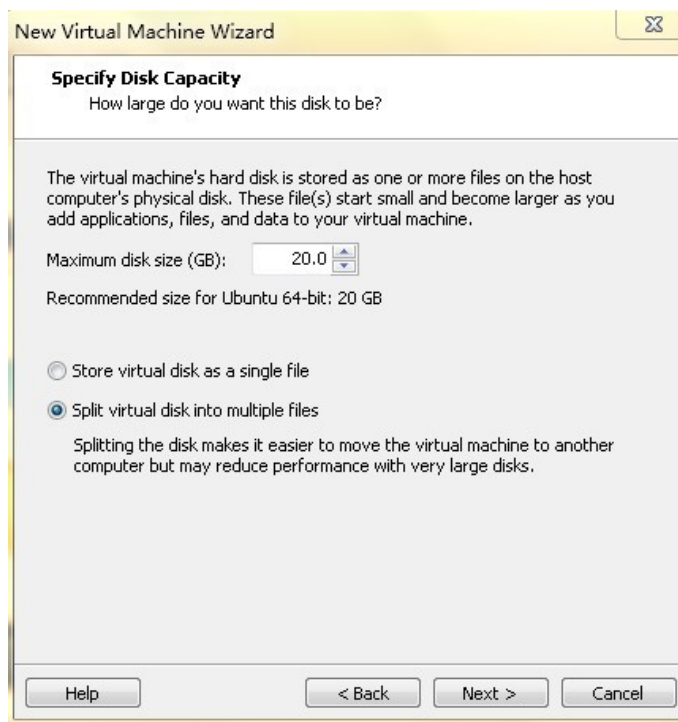 New Virtual Machine Wizard
Specify Disk Capacity
How large do you want this disk to be?
The virtual machine's hard disk is stored as one or more files on the host
computer's physical disk. These file(s) start small and become larger as you
add applications, files, and data to your virtual machine.
Maximum disk size (GB): 20.0
Recommended size for Ubuntu 64-bit: 20 GB
Store virtual disk as a single file
Split virtual disk into multiple files
Splitting the disk makes it easier to move the virtual machine to another
computer but may reduce performance with very large disks.
Help < Back Next > Cancel